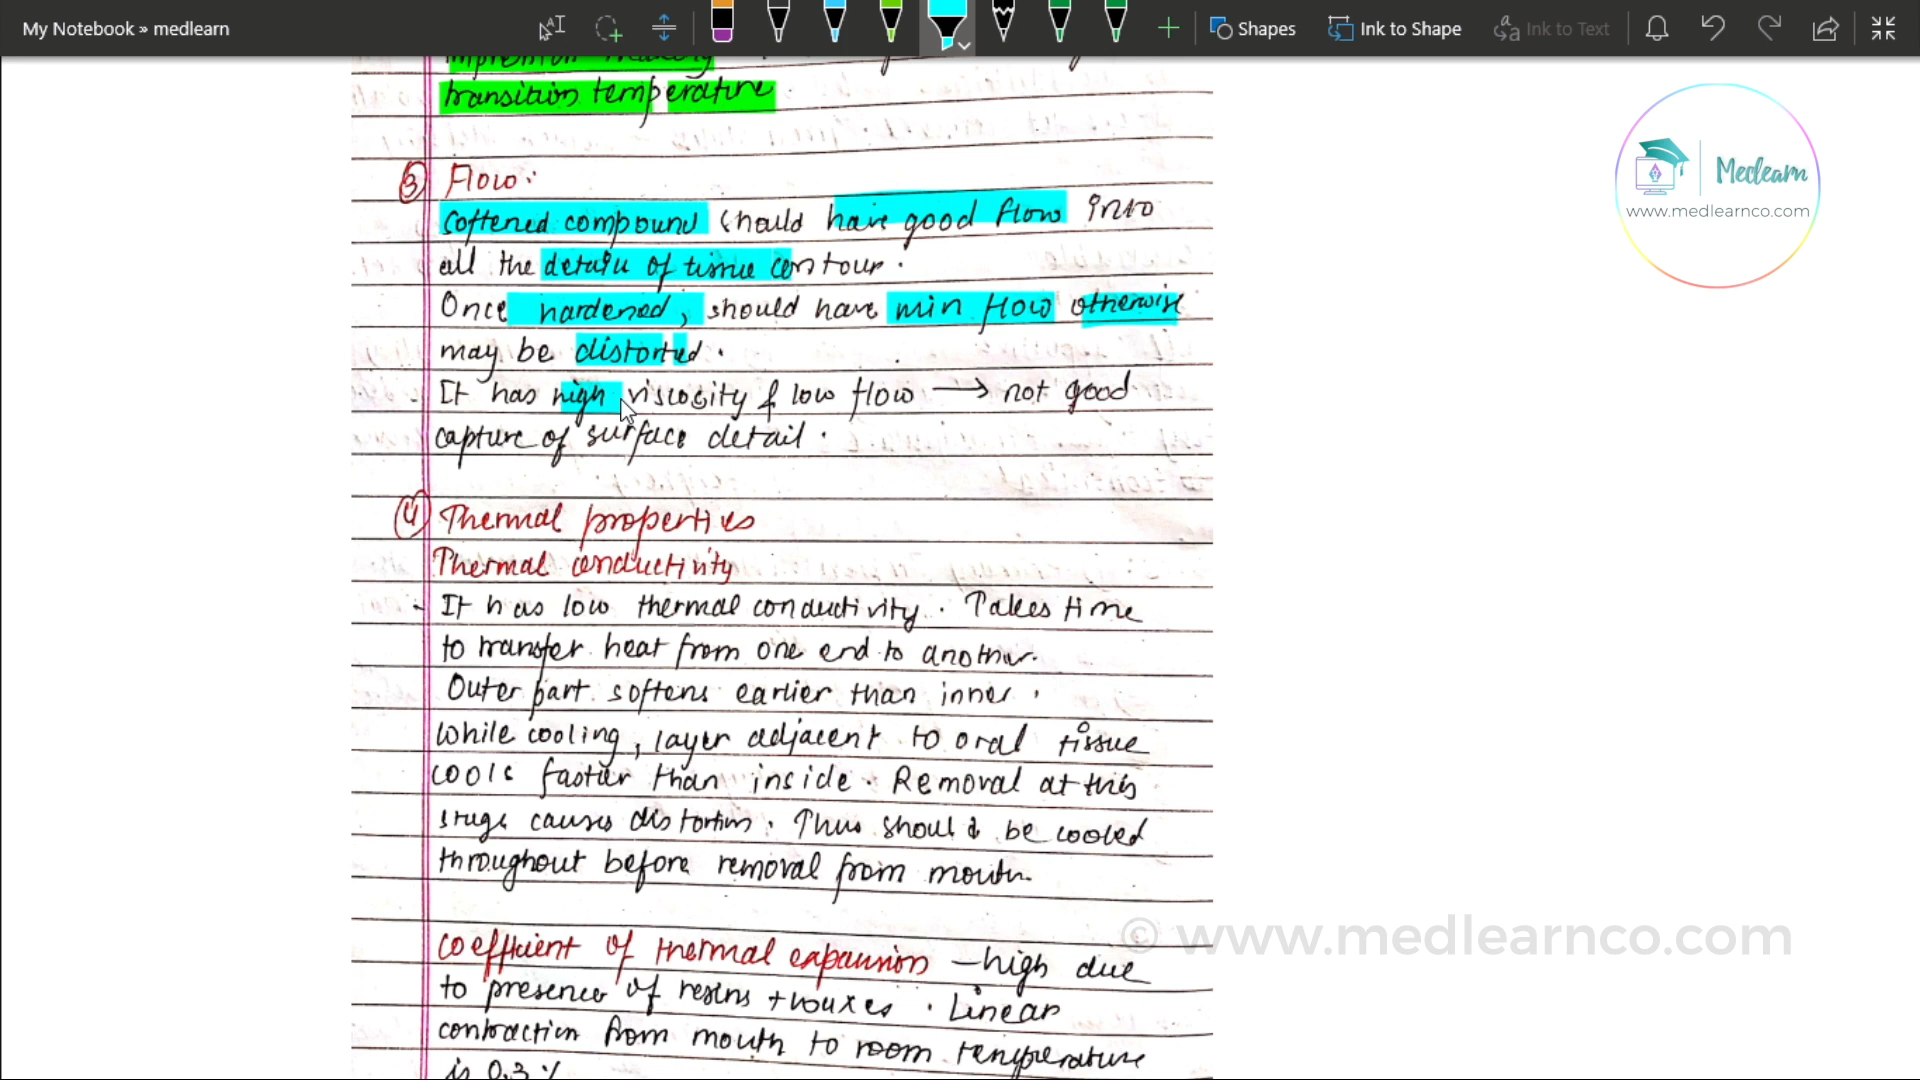 My Notebook » medlearn
Shapes
Ink to Shape
Ink to Text
impression making
transition temperature
Medlearn
www.medlearnco.com
③ Flow:
Softened compound should have good flow into
all the details of tissue contour.
Once hardened, should have min flow otherwise
may be distorted.
It has high viscosity & low flow → not good
capture of surface detail.
④ Thermal properties
Thermal conductivity
- It has low thermal conductivity. Takes time
to transfer heat from one end to another.
Outer part softens earlier than inner.
While cooling, layer adjacent to oral tissue
cools faster than inside. Removal at this
stage causes distortion. Thus should be cooled
throughout before removal from mouth.
© www.medlearnco.com
Coefficient of thermal expansion – high due
to presence of resins + waxes. Linear
contraction from mouth to room temperature
is 0.3%